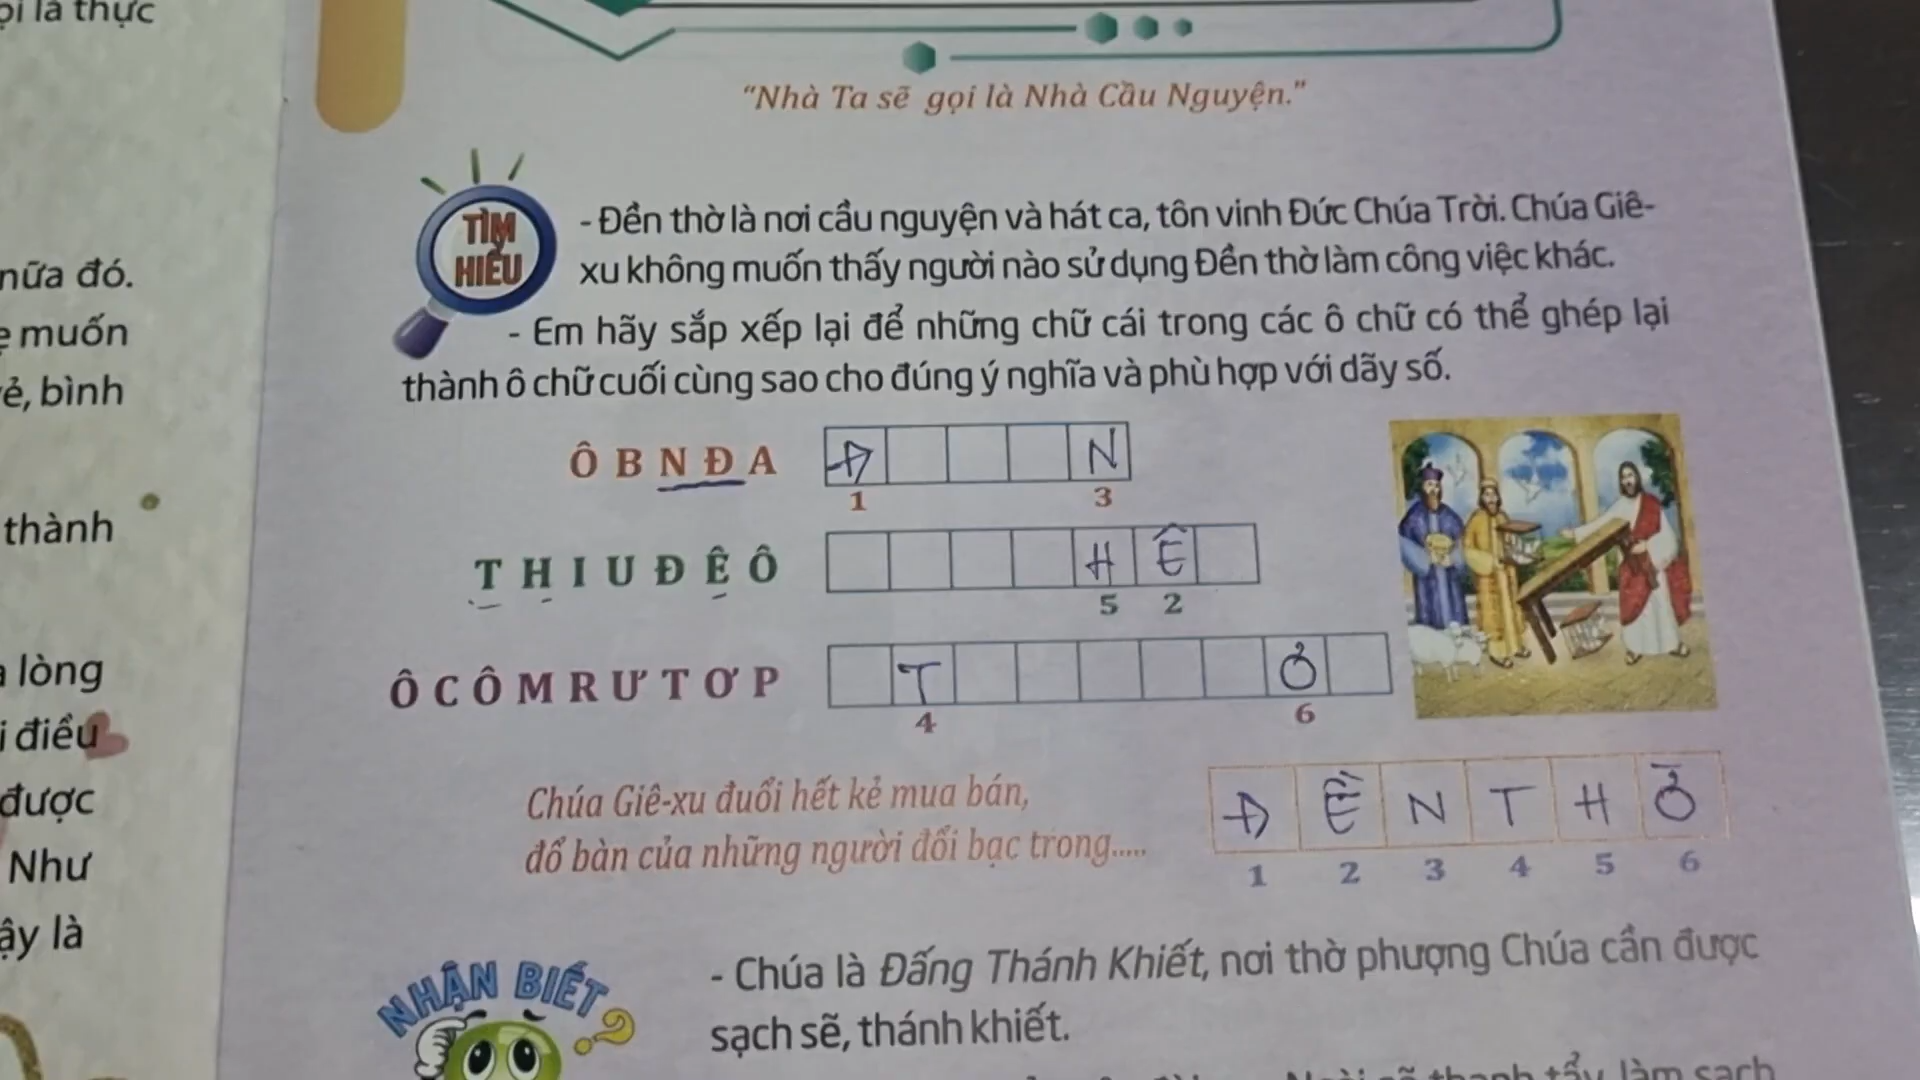 ọi là thực
nữa đó.
muốn
ẻ, bình
thành
lòng
điều
được
Như
ậy là
“Nhà Ta sẽ gọi là Nhà Cầu Nguyện.”
TÌM
HIỂU
- Đền thờ là nơi cầu nguyện và hát ca, tôn vinh Đức Chúa Trời. Chúa Giê-
xu không muốn thấy người nào sử dụng Đền thờ làm công việc khác.
- Em hãy sắp xếp lại để những chữ cái trong các ô chữ có thể ghép lại
thành ô chữ cuối cùng sao cho đúng ý nghĩa và phù hợp với dãy số.
Ô B N Đ A Đ N
1 3
T H I U Đ Ê Ô H Ê
5 2
Ô C Ô M R Ư T Ơ P T Ơ
4 6
Chúa Giê-xu đuổi hết kẻ mua bán,
đổ bàn của những người đổi bạc trong.....
Đ Ề N T H Ờ
1 2 3 4 5 6
NHẬN BIẾT?
- Chúa là Đấng Thánh Khiết, nơi thờ phượng Chúa cần được
sạch sẽ, thánh khiết.
thanh tẩy, làm sạch